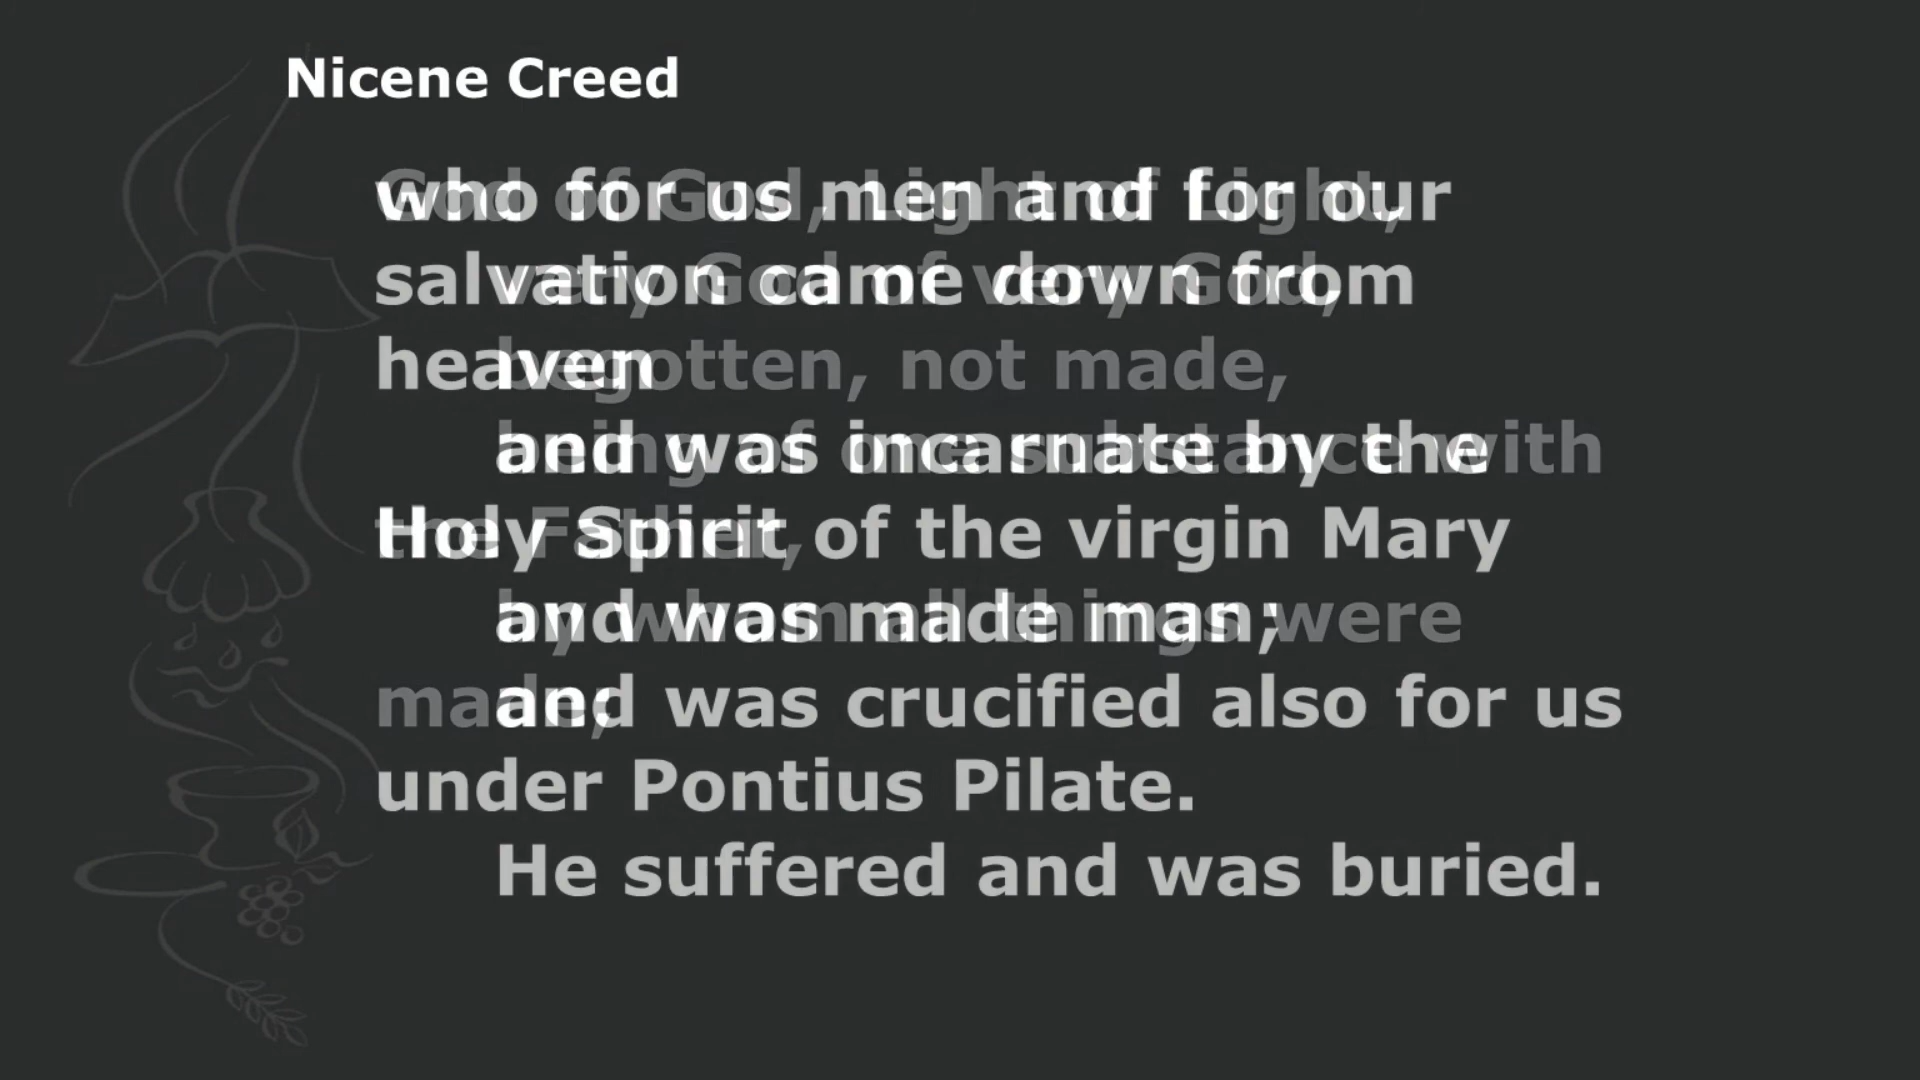 Nicene Creed
who for us men and for our
God of God, Light of Light,
salvation came down from
very God of very God,
heaven
begotten, not made,
and was incarnate by the
being of one substance with
Holy Spirit of the virgin Mary
the Father,
and was made man;
by whom all things were
and was crucified also for us
made;
under Pontius Pilate.
He suffered and was buried.